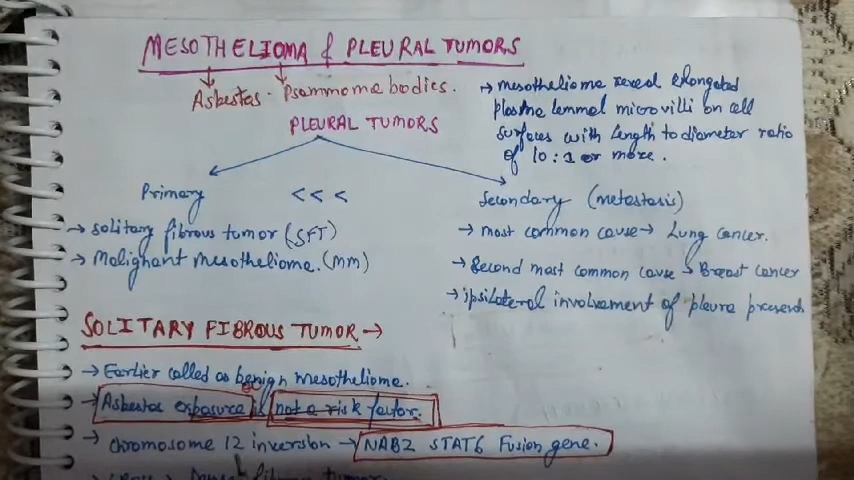 MESOTHELIOMA & PLEURAL TUMORS
Asbestas. Psammoma bodies.
→ mesothelioma reveal elongated
plasma lemmal microvilli on cell
surfaces with length to diameter ratio
of 10:1 or more.
PLEURAL TUMORS
Primary <<< Secondary (metastasis)
→ solitary fibrous tumor (SFT)
→ Malignant mesothelioma. (MM)
→ most common cause → Lung cancer.
→ Second most common cause → Breast cancer
→ ipsilateral involvement of pleura present
SOLITARY FIBROUS TUMOR →
→ Earlier called as benign mesothelioma.
→ Asbestas exposure is not a risk factor.
→ chromosome 12 inversion → NAB2 STAT6 Fusion gene.